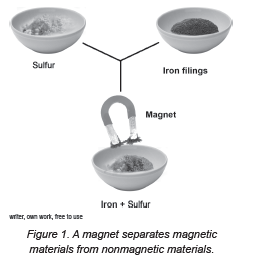 Sulfur
Iron filings
Magnet
Iron + Sulfur
writer, own work, free to use
Figure 1. A magnet separates magnetic
materials from nonmagnetic materials.